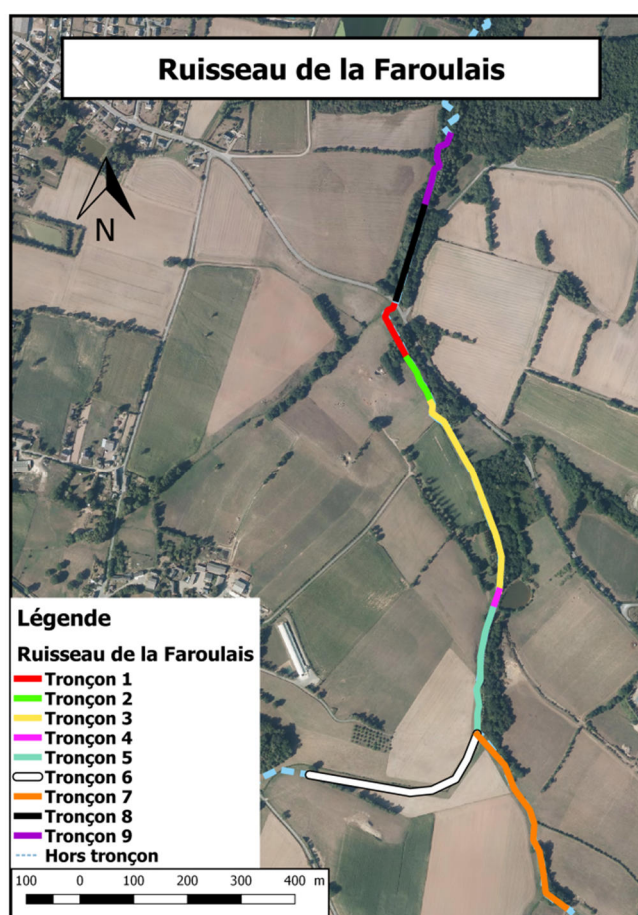 Ruisseau de la Faroulais
N
Légende
Ruisseau de la Faroulais
Tronçon 1
Tronçon 2
Tronçon 3
Tronçon 4
Tronçon 5
Tronçon 6
Tronçon 7
Tronçon 8
Tronçon 9
Hors tronçon
100 0 100 200 300 400 m